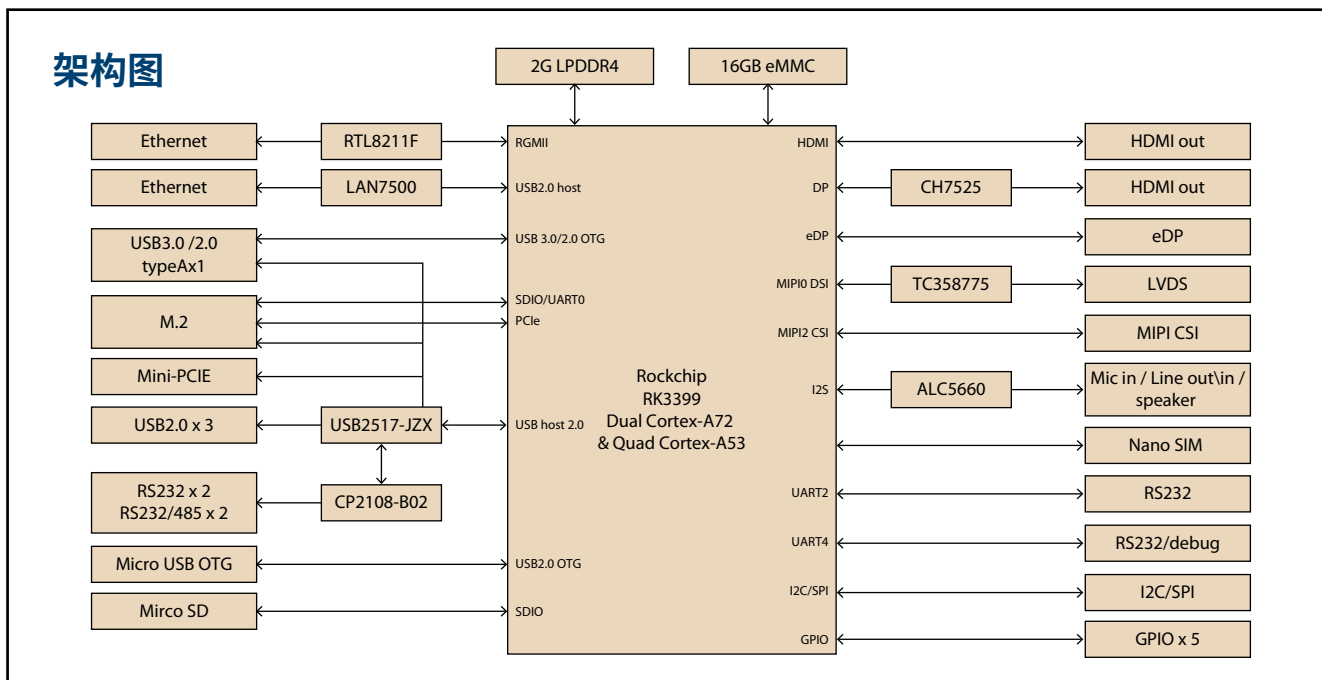 架构图
2G LPDDR4
16GB eMMC
Ethernet
RTL8211F
RGMII
HDMI
HDMI out
Ethernet
LAN7500
USB2.0 host
DP
CH7525
HDMI out
USB3.0 /2.0
typeAx1
USB 3.0/2.0 OTG
eDP
eDP
M.2
SDIO/UART0
PCIe
MIPI0 DSI
TC358775
LVDS
MIPI2 CSI
MIPI CSI
Mini-PCIE
Rockchip
RK3399
Dual Cortex-A72
& Quad Cortex-A53
I2S
ALC5660
Mic in / Line out\in /
speaker
USB2.0 x 3
USB2517-JZX
USB host 2.0
Nano SIM
RS232 x 2
RS232/485 x 2
CP2108-B02
UART2
RS232
UART4
RS232/debug
Micro USB OTG
USB2.0 OTG
I2C/SPI
I2C/SPI
Mirco SD
SDIO
GPIO
GPIO x 5